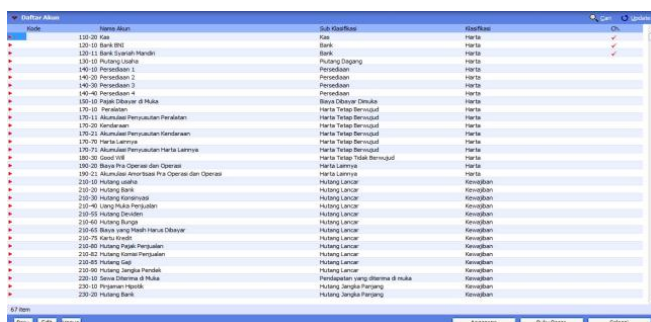 Daftar Akun Cari Update
Kode Nama Akun Sub Klasifikasi Klasifikasi Ch.
110-20 Kas Kas Harta
120-10 Bank BNI Bank Harta
120-11 Bank Syariah Mandiri Bank Harta
130-10 Piutang Usaha Piutang Dagang Harta
140-10 Persediaan 1 Persediaan Harta
140-20 Persediaan 2 Persediaan Harta
140-30 Persediaan 3 Persediaan Harta
140-40 Persediaan 4 Persediaan Harta
150-10 Pajak Dibayar di Muka Biaya Dibayar Dimuka Harta
170-10 Peralatan Harta Tetap Berwujud Harta
170-11 Akumulasi Penyusutan Peralatan Harta Tetap Berwujud Harta
170-20 Kendaraan Harta Tetap Berwujud Harta
170-21 Akumulasi Penyusutan Kendaraan Harta Tetap Berwujud Harta
170-70 Harta Lainnya Harta Tetap Berwujud Harta
170-71 Akumulasi Penyusutan Harta Lainnya Harta Tetap Berwujud Harta
180-30 Good Will Harta Tetap Tidak Berwujud Harta
190-20 Biaya Pra Operasi dan Operasi Harta Lainnya Harta
190-21 Akumulasi Amortisasi Pra Operasi dan Operasi Harta Lainnya Harta
210-10 Hutang usaha Hutang Lancar Kewajiban
210-20 Hutang Bank Hutang Lancar Kewajiban
210-30 Hutang Konsinyasi Hutang Lancar Kewajiban
210-40 Uang Muka Penjualan Hutang Lancar Kewajiban
210-55 Hutang Deviden Hutang Lancar Kewajiban
210-60 Hutang Bunga Hutang Lancar Kewajiban
210-65 Biaya yang Masih Harus Dibayar Hutang Lancar Kewajiban
210-75 Kartu Kredit Hutang Lancar Kewajiban
210-80 Hutang Pajak Penjualan Hutang Lancar Kewajiban
210-82 Hutang Komisi Penjualan Hutang Lancar Kewajiban
210-85 Hutang Gaji Hutang Lancar Kewajiban
210-90 Hutang Jangka Pendek Hutang Lancar Kewajiban
220-10 Sewa Diterima di Muka Pendapatan yang diterima di muka Kewajiban
230-10 Pinjaman Hipotik Hutang Jangka Panjang Kewajiban
230-20 Hutang Bank Hutang Jangka Panjang Kewajiban
67 item